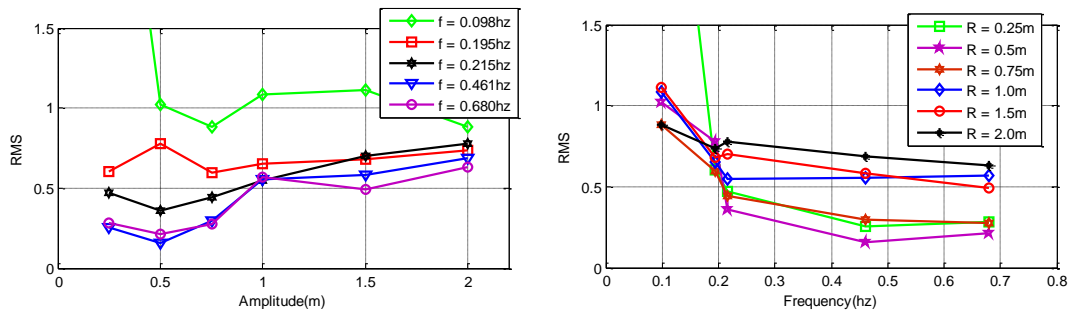 1.5
1
0.5
0
RMS
0
0.5
1.0
1.5
2
Amplitude(m)
f = 0.098hz
f = 0.195hz
f = 0.215hz
f = 0.461hz
f = 0.680hz
1.5
1
0.5
0
RMS
0
0.1
0.2
0.3
0.4
0.5
0.6
0.7
0.8
Frequency(hz)
R = 0.25m
R = 0.5m
R = 0.75m
R = 1.0m
R = 1.5m
R = 2.0m